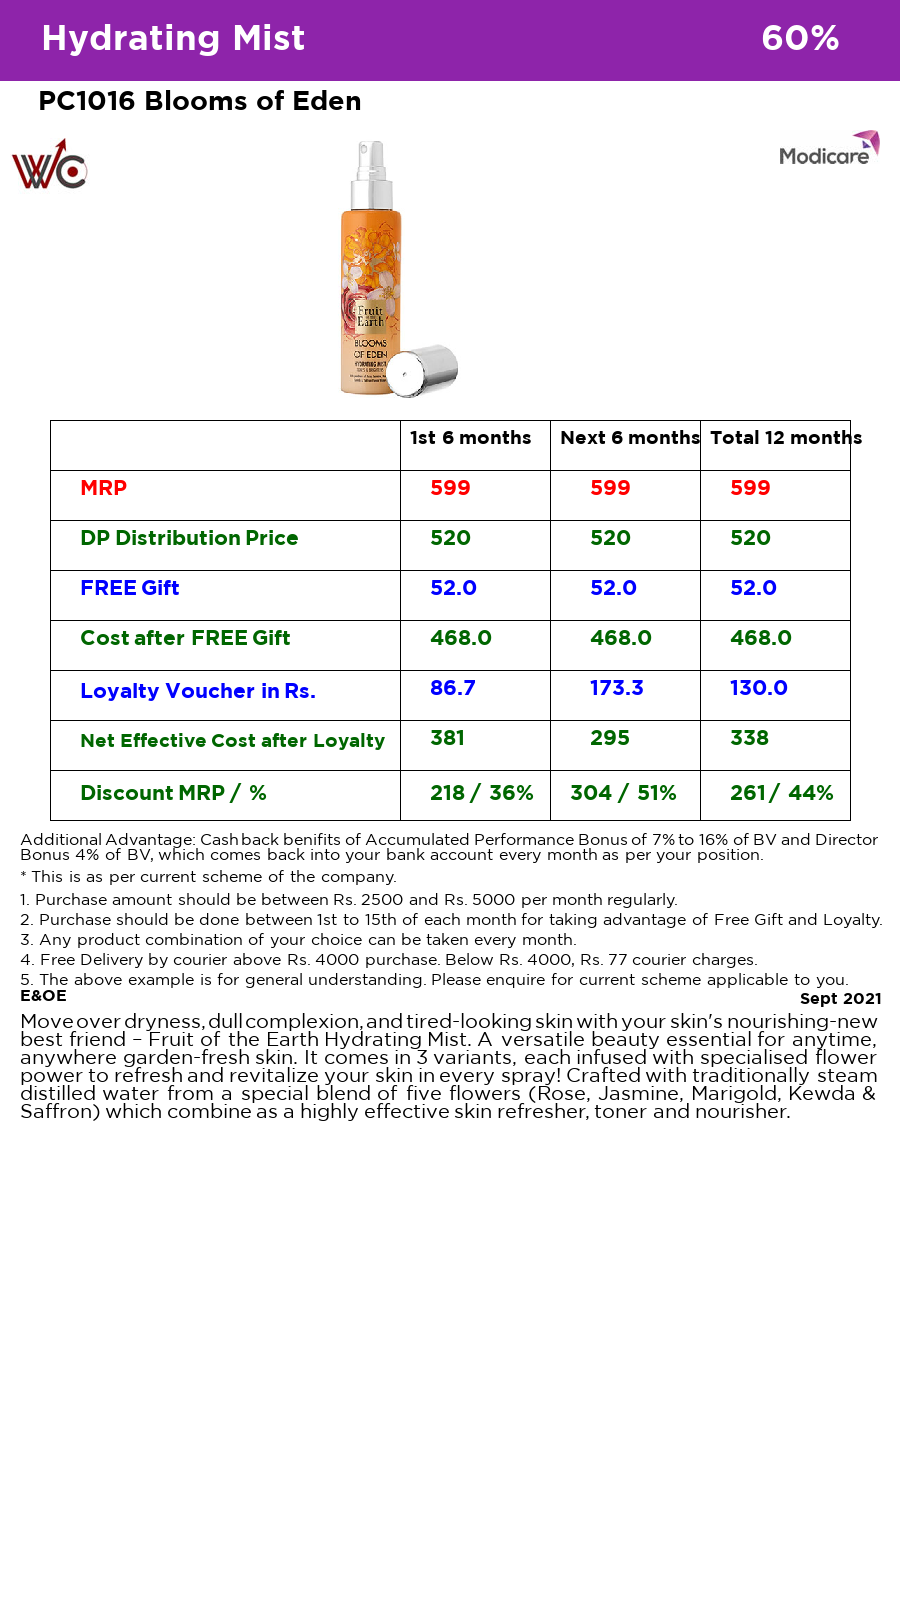 Hydrating Mist 60%
PC1016 Blooms of Eden
WC
Modicare
Fruit
of the
Earth
BLOOMS
OF EDEN
HYDRATING MIST
1st 6 months Next 6 months Total 12 months
MRP 599 599 599
DP Distribution Price 520 520 520
FREE Gift 52.0 52.0 52.0
Cost after FREE Gift 468.0 468.0 468.0
Loyalty Voucher in Rs. 86.7 173.3 130.0
Net Effective Cost after Loyalty 381 295 338
Discount MRP / % 218 / 36% 304 / 51% 261 / 44%
Additional Advantage: Cashback benifits of Accumulated Performance Bonus of 7% to 16% of BV and Director
Bonus 4% of BV, which comes back into your bank account every month as per your position.
* This is as per current scheme of the company.
1. Purchase amount should be between Rs. 2500 and Rs. 5000 per month regularly.
2. Purchase should be done between 1st to 15th of each month for taking advantage of Free Gift and Loyalty.
3. Any product combination of your choice can be taken every month.
4. Free Delivery by courier above Rs. 4000 purchase. Below Rs. 4000, Rs. 77 courier charges.
5. The above example is for general understanding. Please enquire for current scheme applicable to you.
E&OE Sept 2021
Move over dryness, dull complexion, and tired-looking skin with your skin's nourishing-new
best friend – Fruit of the Earth Hydrating Mist. A versatile beauty essential for anytime,
anywhere garden-fresh skin. It comes in 3 variants, each infused with specialised flower
power to refresh and revitalize your skin in every spray! Crafted with traditionally steam
distilled water from a special blend of five flowers (Rose, Jasmine, Marigold, Kewda &
Saffron) which combine as a highly effective skin refresher, toner and nourisher.